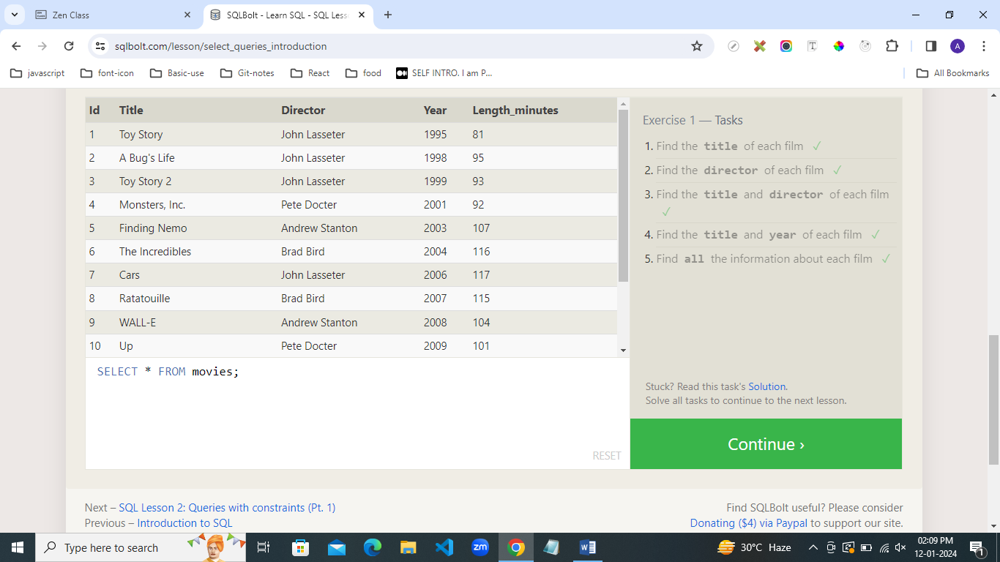 Zen Class
SQLBolt - Learn SQL - SQL Less
sqlbolt.com/lesson/select_queries_introduction
A
javascript
font-icon
Basic-use
Git-notes
React
food
SELF INTRO. I am P...
All Bookmarks
Id Title Director Year Length_minutes
1 Toy Story John Lasseter 1995 81
2 A Bug's Life John Lasseter 1998 95
3 Toy Story 2 John Lasseter 1999 93
4 Monsters, Inc. Pete Docter 2001 92
5 Finding Nemo Andrew Stanton 2003 107
6 The Incredibles Brad Bird 2004 116
7 Cars John Lasseter 2006 117
8 Ratatouille Brad Bird 2007 115
9 WALL-E Andrew Stanton 2008 104
10 Up Pete Docter 2009 101
SELECT * FROM movies;
RESET
Exercise 1 — Tasks
1. Find the title of each film ✓
2. Find the director of each film ✓
3. Find the title and director of each film
✓
4. Find the title and year of each film ✓
5. Find all the information about each film ✓
Stuck? Read this task's Solution.
Solve all tasks to continue to the next lesson.
Continue ›
Next – SQL Lesson 2: Queries with constraints (Pt. 1)
Previous – Introduction to SQL
Find SQLBolt useful? Please consider
Donating ($4) via Paypal to support our site.
Type here to search
zm
W
30°C Haze
02:09 PM
12-01-2024
1